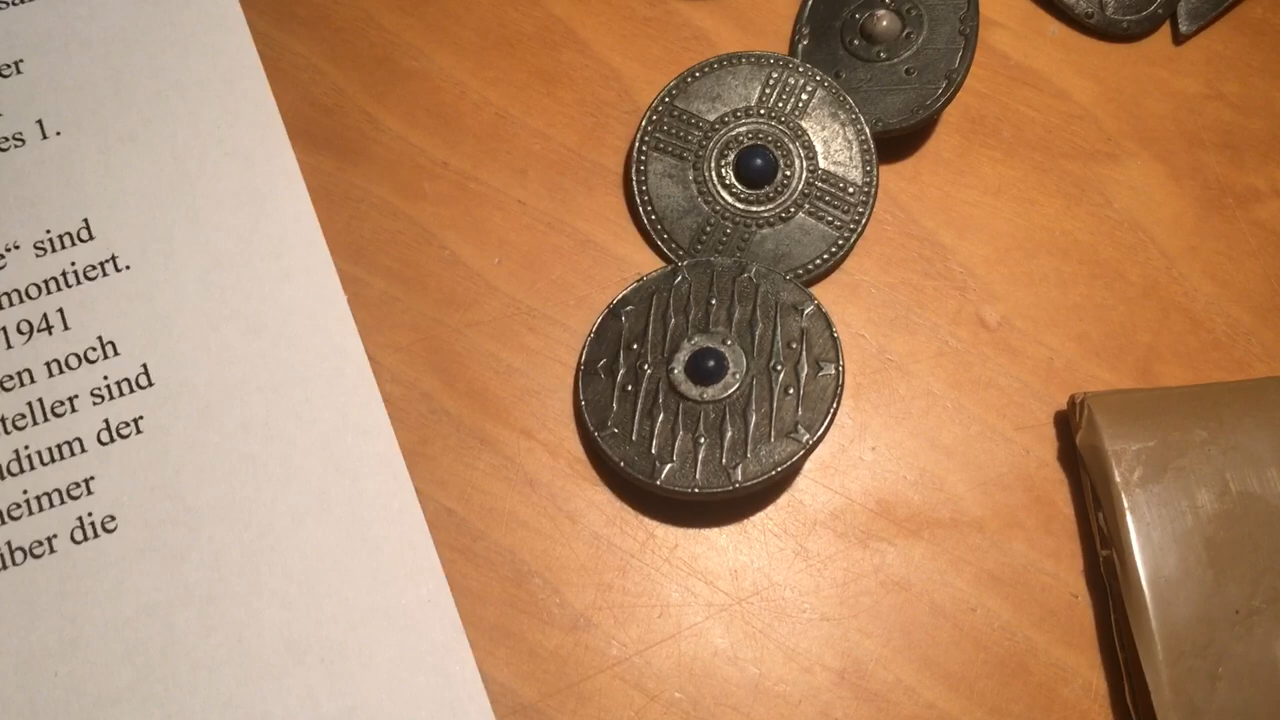 er
es 1.
e“ sind
montiert.
1941
en noch
teller sind
dium der
heimer
über die